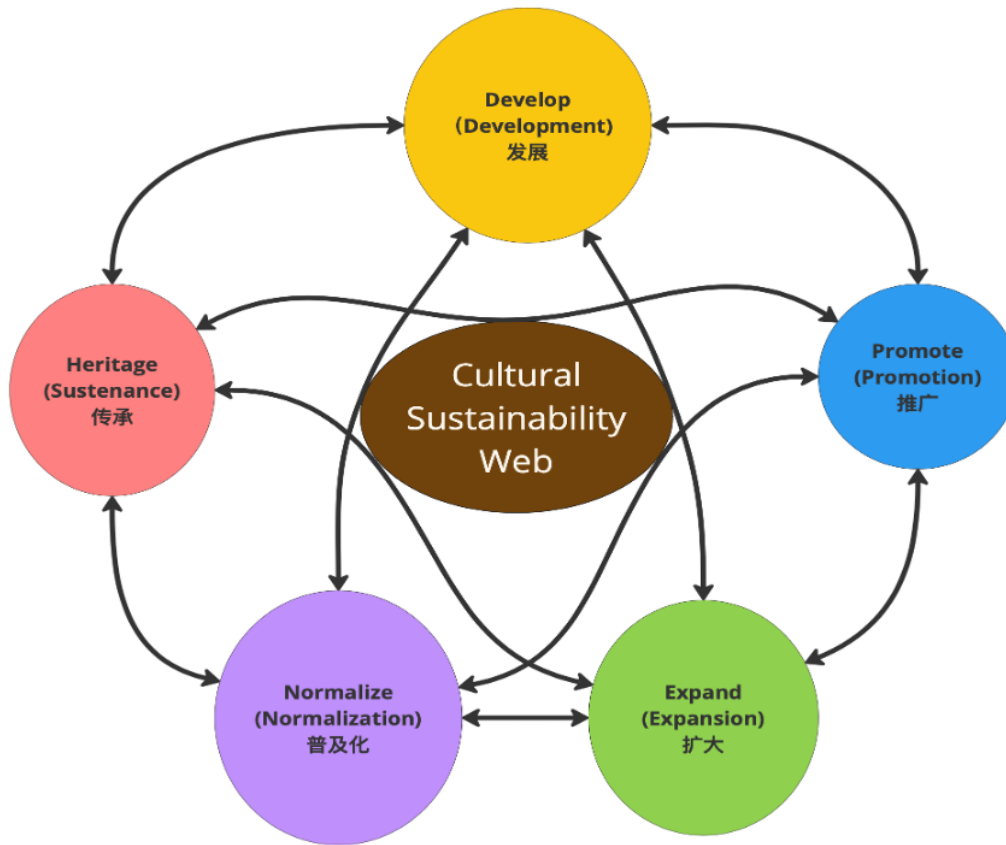 Develop
(Development)
发展
Heritage
(Sustenance)
传承
Cultural
Sustainability
Web
Promote
(Promotion)
推广
Normalize
(Normalization)
普及化
Expand
(Expansion)
扩大